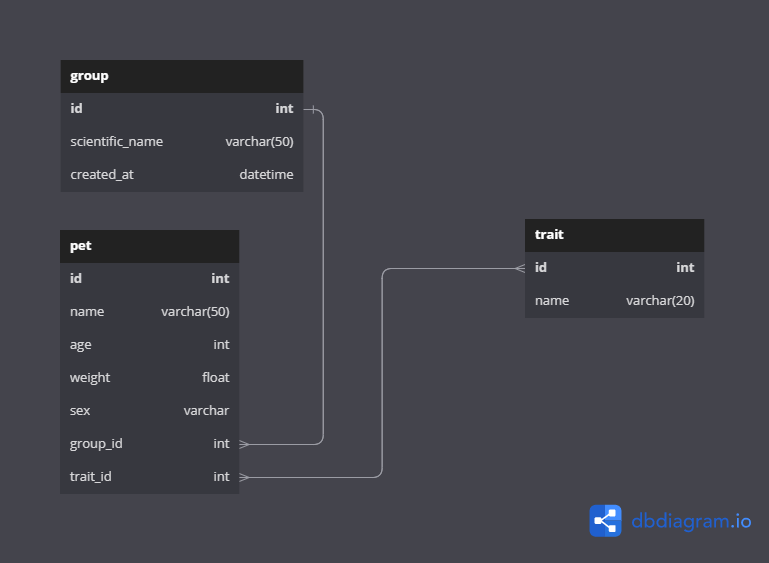 group
id int
scientific_name varchar(50)
created_at datetime
pet
id int
name varchar(50)
age int
weight float
sex varchar
group_id int
trait_id int
trait
id int
name varchar(20)
dbdiagram.io